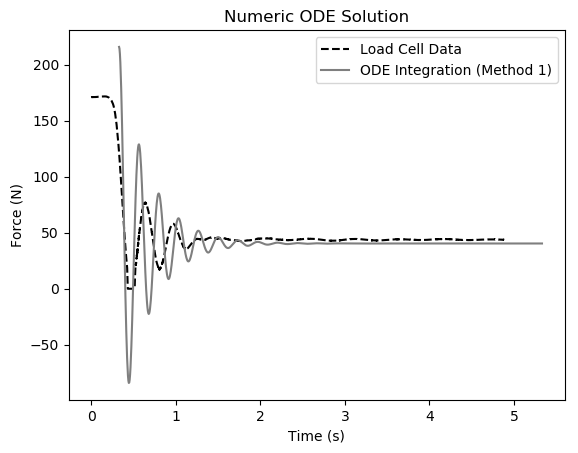 Numeric ODE Solution
Load Cell Data
ODE Integration (Method 1)
Force (N)
200
150
100
50
0
−50
0 1 2 3 4 5
Time (s)